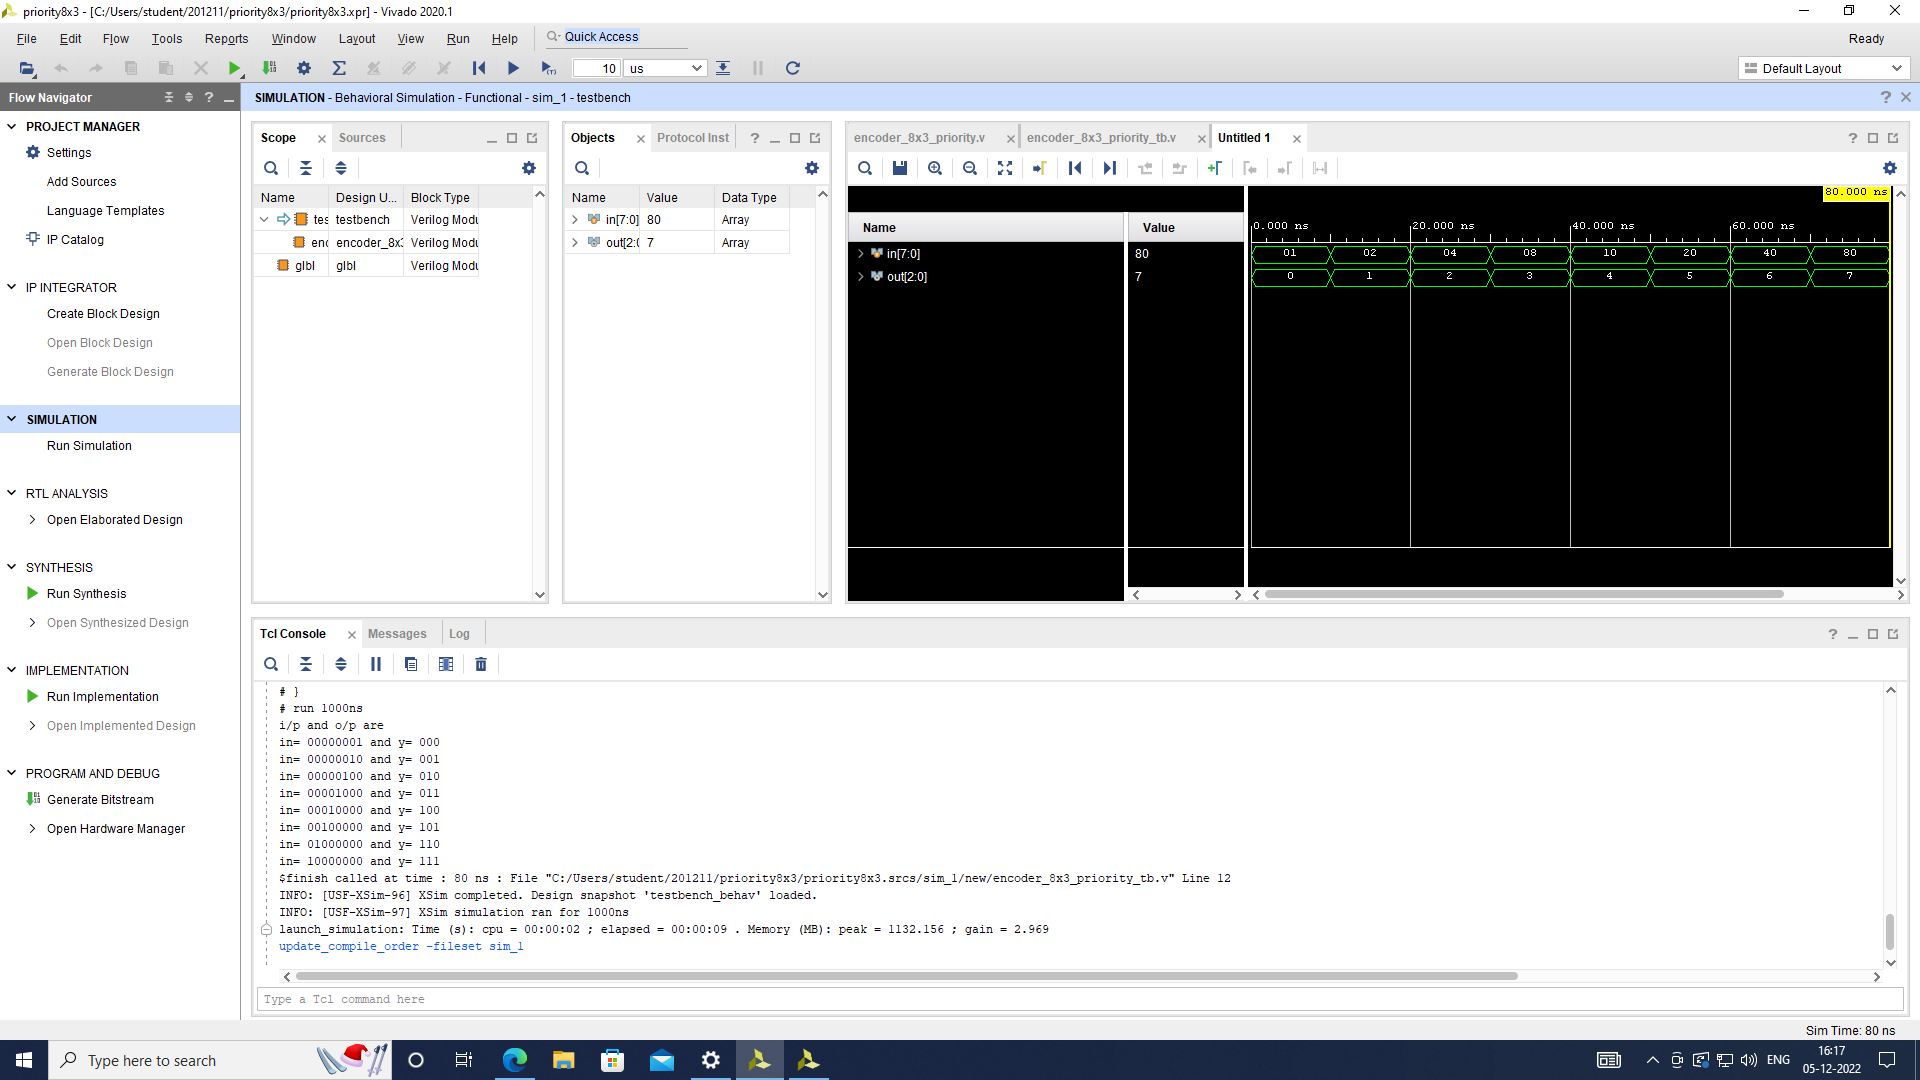 priority8x3 - [C:/Users/student/201211/priority8x3/priority8x3.xpr] - Vivado 2020.1
File Edit Flow Tools Reports Window Layout View Run Help Quick Access Ready
10 us Default Layout
Flow Navigator
SIMULATION - Behavioral Simulation - Functional - sim_1 - testbench
PROJECT MANAGER
Settings
Add Sources
Language Templates
IP Catalog
IP INTEGRATOR
Create Block Design
Open Block Design
Generate Block Design
SIMULATION
Run Simulation
RTL ANALYSIS
Open Elaborated Design
SYNTHESIS
Run Synthesis
Open Synthesized Design
IMPLEMENTATION
Run Implementation
Open Implemented Design
PROGRAM AND DEBUG
Generate Bitstream
Open Hardware Manager
Scope Sources
Name Design U... Block Type
tes testbench Verilog Modu
enc encoder_8x3 Verilog Modu
glbl glbl Verilog Modu
Objects Protocol Inst
Name Value Data Type
in[7:0] 80 Array
out[2:0 7 Array
encoder_8x3_priority.v encoder_8x3_priority_tb.v Untitled 1
80.000 ns
Name Value
0.000 ns 20.000 ns 40.000 ns 60.000 ns
in[7:0] 80 01 02 04 08 10 20 40 80
out[2:0] 7 0 1 2 3 4 5 6 7
Tcl Console Messages Log
# }
# run 1000ns
i/p and o/p are
in= 00000001 and y= 000
in= 00000010 and y= 001
in= 00000100 and y= 010
in= 00001000 and y= 011
in= 00010000 and y= 100
in= 00100000 and y= 101
in= 01000000 and y= 110
in= 10000000 and y= 111
$finish called at time : 80 ns : File "C:/Users/student/201211/priority8x3/priority8x3.srcs/sim_1/new/encoder_8x3_priority_tb.v" Line 12
INFO: [USF-XSim-96] XSim completed. Design snapshot 'testbench_behav' loaded.
INFO: [USF-XSim-97] XSim simulation ran for 1000ns
launch_simulation: Time (s): cpu = 00:00:02 ; elapsed = 00:00:09 . Memory (MB): peak = 1132.156 ; gain = 2.969
update_compile_order -fileset sim_1
Type a Tcl command here
Sim Time: 80 ns
Type here to search
ENG
16:17
05-12-2022